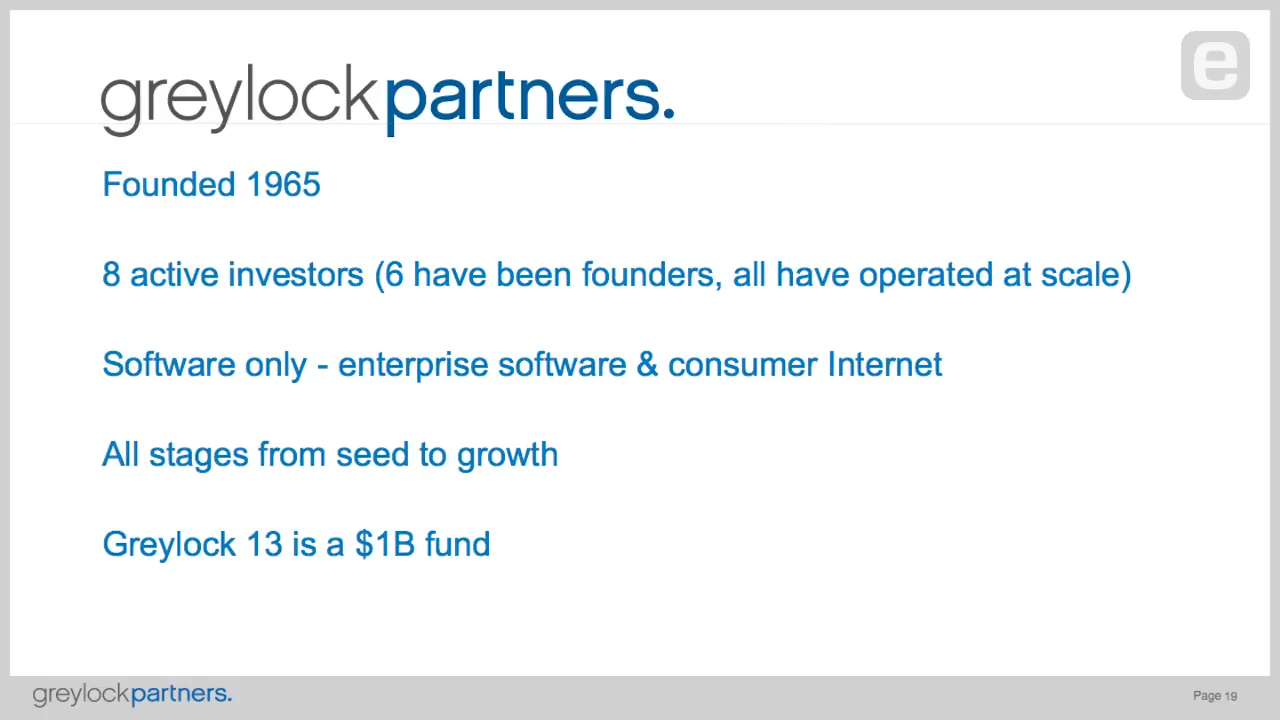 e
greylockpartners.
Founded 1965
8 active investors (6 have been founders, all have operated at scale)
Software only - enterprise software & consumer Internet
All stages from seed to growth
Greylock 13 is a $1B fund
greylockpartners.
Page 19